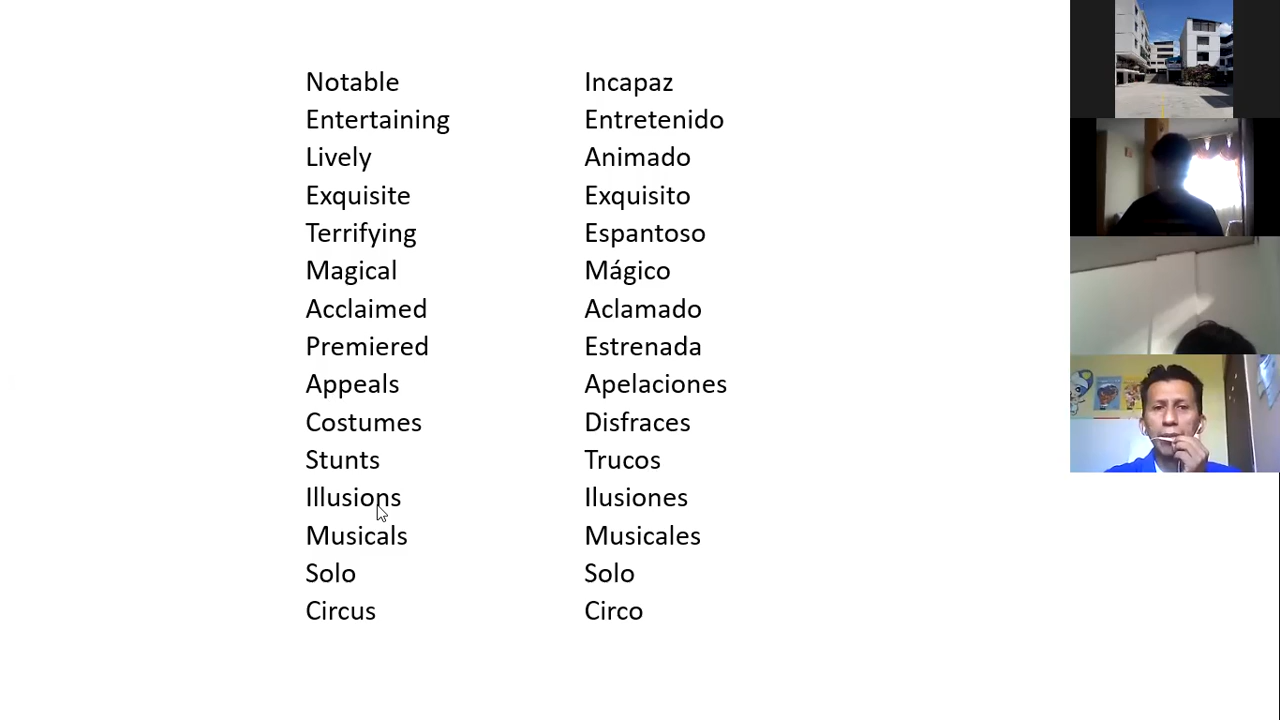 Notable Incapaz
Entertaining Entretenido
Lively Animado
Exquisite Exquisito
Terrifying Espantoso
Magical Mágico
Acclaimed Aclamado
Premiered Estrenada
Appeals Apelaciones
Costumes Disfraces
Stunts Trucos
Illusions Ilusiones
Musicals Musicales
Solo Solo
Circus Circo